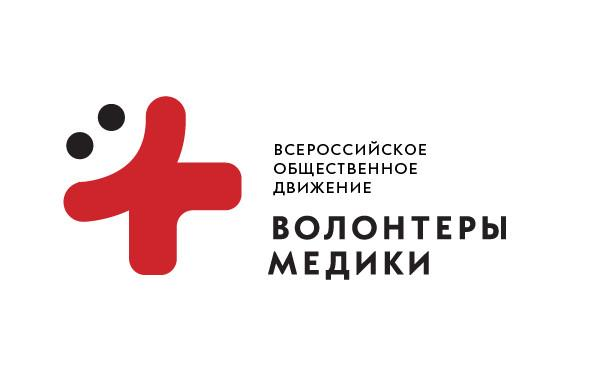 ВСЕРОССИЙСКОЕ
ОБЩЕСТВЕННОЕ
ДВИЖЕНИЕ
ВОЛОНТЕРЫ
МЕДИКИ